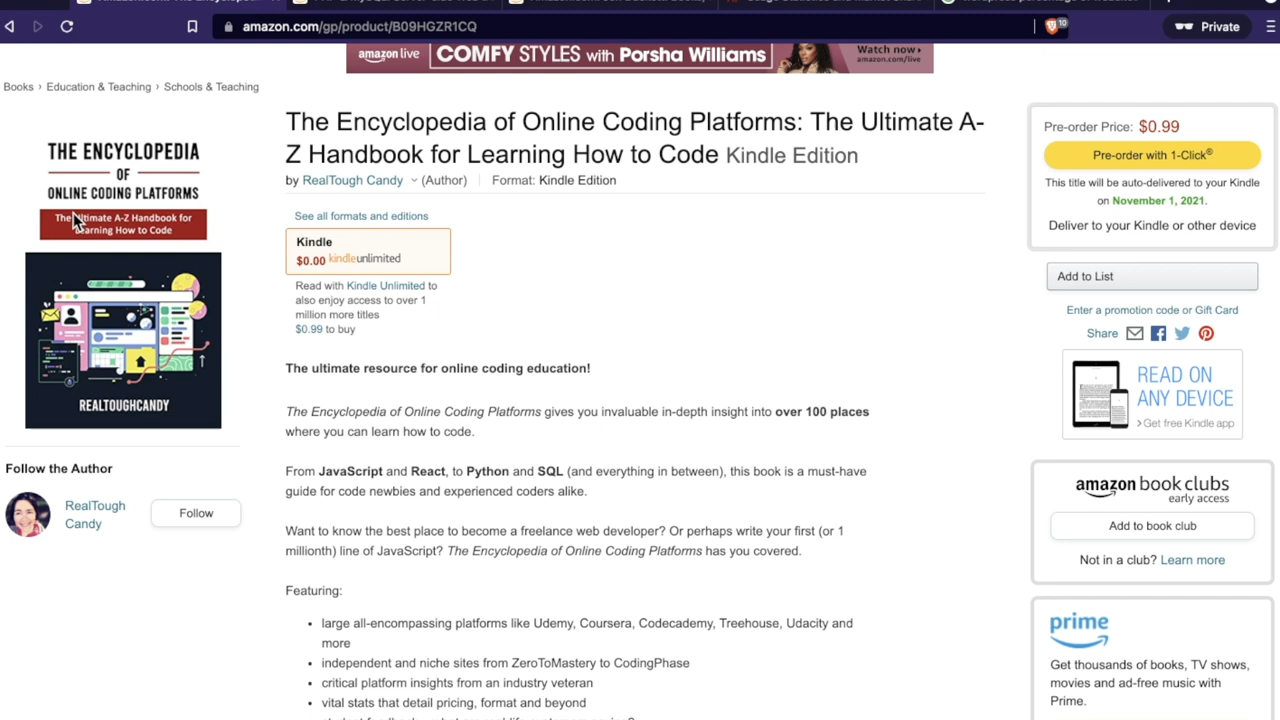 amazon.com/gp/product/B09HGZR1CQ
10
Private
amazon live
COMFY STYLES with Porsha Williams
Watch now ›
amazon.com/live
Books › Education & Teaching › Schools & Teaching
THE ENCYCLOPEDIA
OF
ONLINE CODING PLATFORMS
The Ultimate A-Z Handbook for
Learning How to Code
REALTOUGHCANDY
Follow the Author
RealTough
Candy
Follow
The Encyclopedia of Online Coding Platforms: The Ultimate A-
Z Handbook for Learning How to Code Kindle Edition
by RealTough Candy (Author) Format: Kindle Edition
See all formats and editions
Kindle
$0.00 kindleunlimited
Read with Kindle Unlimited to
also enjoy access to over 1
million more titles
$0.99 to buy
The ultimate resource for online coding education!
The Encyclopedia of Online Coding Platforms gives you invaluable in-depth insight into over 100 places
where you can learn how to code.
From JavaScript and React, to Python and SQL (and everything in between), this book is a must-have
guide for code newbies and experienced coders alike.
Want to know the best place to become a freelance web developer? Or perhaps write your first (or 1
millionth) line of JavaScript? The Encyclopedia of Online Coding Platforms has you covered.
Featuring:
• large all-encompassing platforms like Udemy, Coursera, Codecademy, Treehouse, Udacity and
more
• independent and niche sites from ZeroToMastery to CodingPhase
• critical platform insights from an industry veteran
• vital stats that detail pricing, format and beyond
Pre-order Price: $0.99
Pre-order with 1-Click®
This title will be auto-delivered to your Kindle
on November 1, 2021.
Deliver to your Kindle or other device
Add to List
Enter a promotion code or Gift Card
Share
READ ON
ANY DEVICE
› Get free Kindle app
amazon book clubs
early access
Add to book club
Not in a club? Learn more
prime
Get thousands of books, TV shows,
movies and ad-free music with
Prime.